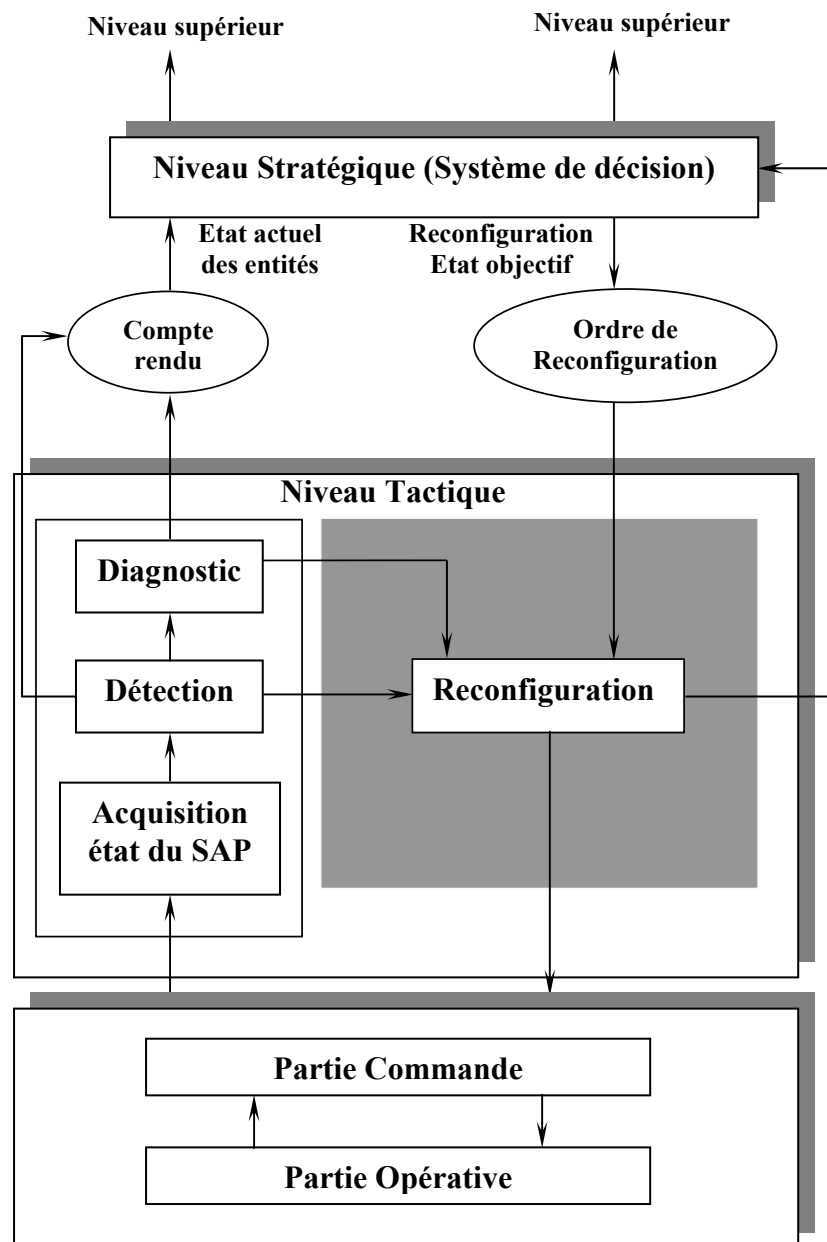 Niveau supérieur
Niveau supérieur
Niveau Stratégique (Système de décision)
Etat actuel
des entités
Reconfiguration
Etat objectif
Compte
rendu
Ordre de
Reconfiguration
Niveau Tactique
Diagnostic
Détection
Reconfiguration
Acquisition
état du SAP
Partie Commande
Partie Opérative